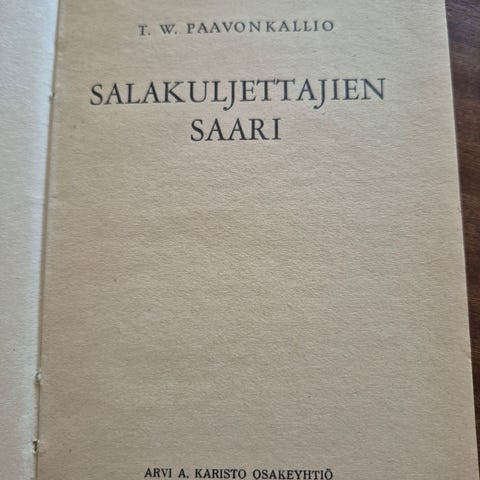 T. W. PAAVONKALLIO
SALAKULJETTAJIEN
SAARI
ARVI A. KARISTO OSAKEYHTIÖ